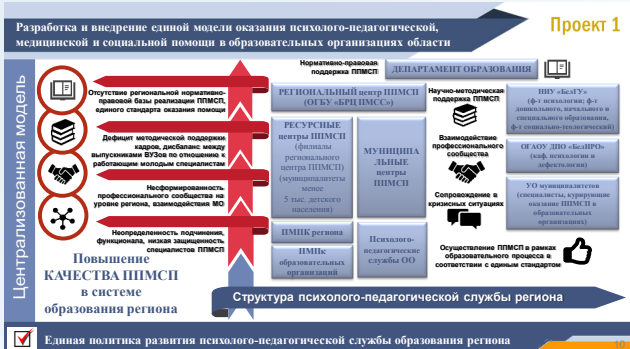 Разработка и внедрение единой модели оказания психолого-педагогической,
медицинской и социальной помощи в образовательных организациях области
Проект 1
Централизованная модель
Отсутствие региональной нормативно-
правовой базы реализации ППМСП,
единого стандарта оказания помощи
Дефицит методической поддержки
кадров, дисбаланс между
выпускниками ВУЗов по отношению к
работающим молодым специалистам
Несформированность
профессионального сообщества на
уровне региона, взаимодействия МО
Неопределенность подчинения,
функционала, низкая защищенность
специалистов ППМСП
Повышение
КАЧЕСТВА ППМСП
в системе
образования региона
Нормативно-правовая
поддержка ППМСП
ДЕПАРТАМЕНТ ОБРАЗОВАНИЯ
РЕГИОНАЛЬНЫЙ центр ППМСП
(ОГБУ «БРЦ ПМСС»)
РЕСУРСНЫЕ
центры ППМСП
(филиалы
регионального
центра ППМСП)
(муниципалитеты
менее
5 тыс. детского
населения)
МУНИЦИПА
ЛЬНЫЕ
центры
ППМСП
ПМПК региона
ПМПк
образовательных
организаций
Психолого-
педагогические
службы ОО
Научно-методическая
поддержка ППМСП
Взаимодействие
профессионального
сообщества
Сопровождение в
кризисных ситуациях
Осуществление ППМСП в рамках
образовательного процесса в
соответствии с единым стандартом
НИУ «БелГУ»
(ф-т психологии; ф-т
дошкольного, начального и
специального образования,
ф-т социально-теологический)
ОГАОУ ДПО «БелИРО»
(каф. психологии и
дефектологии)
УО муниципалитетов
(специалисты, курирующие
оказание ППМСП в
образовательных
организациях)
Структура психолого-педагогической службы региона
Единая политика развития психолого-педагогической службы образования региона
10